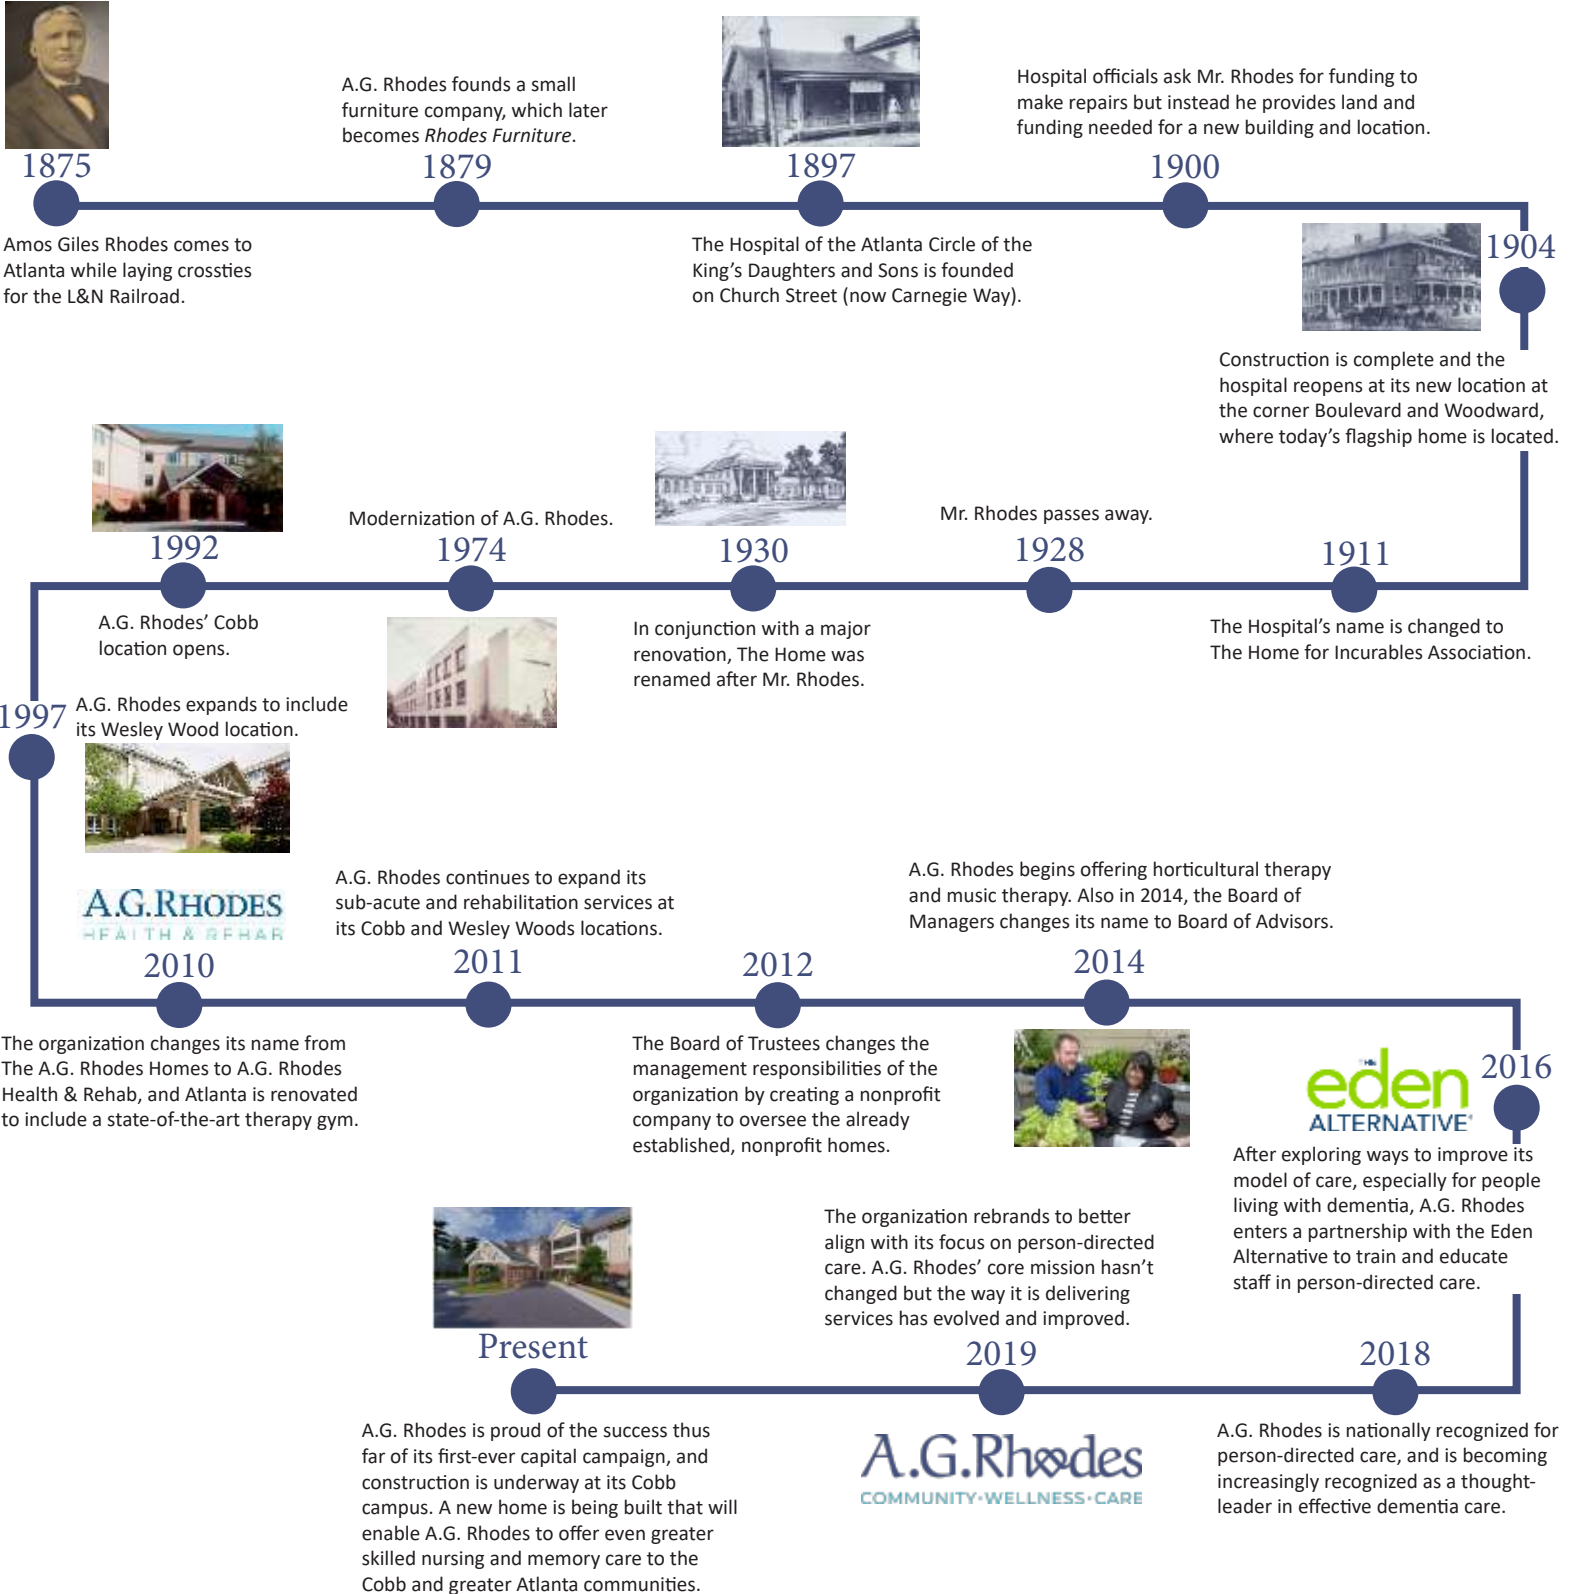 1875
Amos Giles Rhodes comes to
Atlanta while laying crossties
for the L&N Railroad.
A.G. Rhodes founds a small
furniture company, which later
becomes Rhodes Furniture.
1879
1897
The Hospital of the Atlanta Circle of the
King's Daughters and Sons is founded
on Church Street (now Carnegie Way).
Hospital officials ask Mr. Rhodes for funding to
make repairs but instead he provides land and
funding needed for a new building and location.
1900
1904
Construction is complete and the
hospital reopens at its new location at
the corner Boulevard and Woodward,
where today's flagship home is located.
1911
The Hospital's name is changed to
The Home for Incurables Association.
Mr. Rhodes passes away.
1928
1930
In conjunction with a major
renovation, The Home was
renamed after Mr. Rhodes.
Modernization of A.G. Rhodes.
1974
1992
A.G. Rhodes' Cobb
location opens.
1997
A.G. Rhodes expands to include
its Wesley Wood location.
A.G.RHODES
HEALTH & REHAB
2010
The organization changes its name from
The A.G. Rhodes Homes to A.G. Rhodes
Health & Rehab, and Atlanta is renovated
to include a state-of-the-art therapy gym.
A.G. Rhodes continues to expand its
sub-acute and rehabilitation services at
its Cobb and Wesley Woods locations.
2011
2012
The Board of Trustees changes the
management responsibilities of the
organization by creating a nonprofit
company to oversee the already
established, nonprofit homes.
A.G. Rhodes begins offering horticultural therapy
and music therapy. Also in 2014, the Board of
Managers changes its name to Board of Advisors.
2014
2016
eden
ALTERNATIVE
After exploring ways to improve its
model of care, especially for people
living with dementia, A.G. Rhodes
enters a partnership with the Eden
Alternative to train and educate
staff in person-directed care.
2018
A.G. Rhodes is nationally recognized for
person-directed care, and is becoming
increasingly recognized as a thought-
leader in effective dementia care.
The organization rebrands to better
align with its focus on person-directed
care. A.G. Rhodes' core mission hasn't
changed but the way it is delivering
services has evolved and improved.
2019
A.G.Rhodes
COMMUNITY·WELLNESS·CARE
Present
A.G. Rhodes is proud of the success thus
far of its first-ever capital campaign, and
construction is underway at its Cobb
campus. A new home is being built that will
enable A.G. Rhodes to offer even greater
skilled nursing and memory care to the
Cobb and greater Atlanta communities.